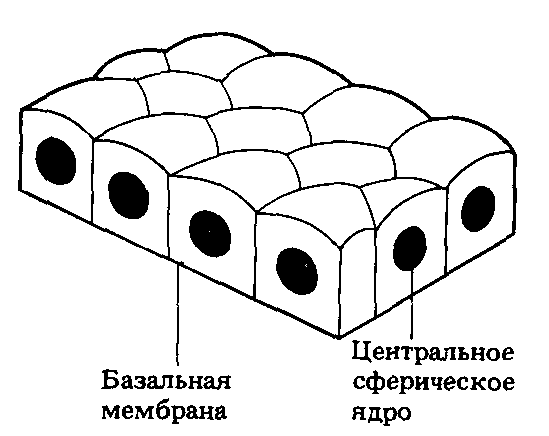 Базальная
мембрана
Центральное
сферическое
ядро